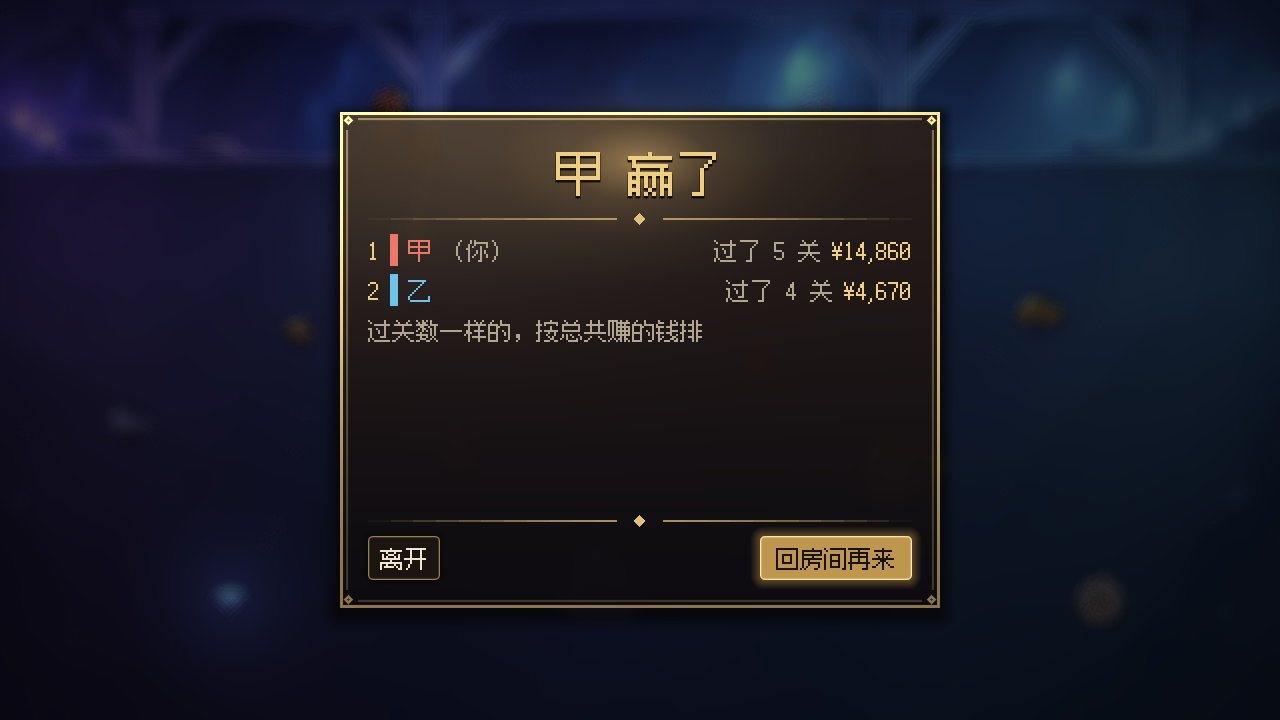 甲 赢了
1 甲 （你） 过了 5 关 ¥14,860
2 乙 过了 4 关 ¥4,670
过关数一样的，按总共赚的钱排
离开 回房间再来